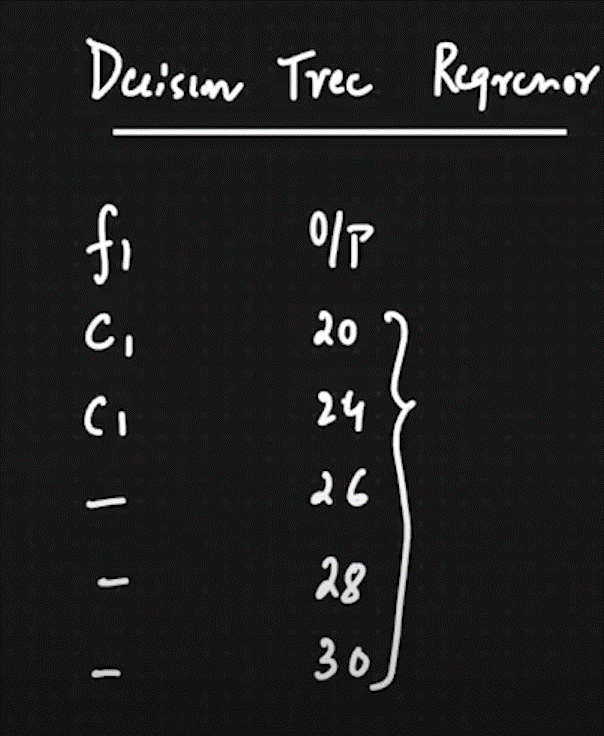 Decision Tree Regressor
f1 O/P
C1 20
C1 24
- 26
- 28
- 30